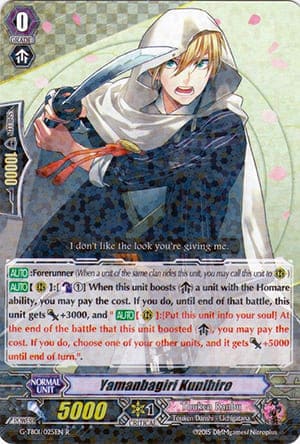 0
GRADE
10000
I don't like the look you're giving me.
AUTO :Forerunner (When a unit of the same clan rides this unit, you may call this unit to )
AUTO [ ]:[ 1] When this unit boosts a unit with the Homare
ability, you may pay the cost. If you do, until end of that battle, this
unit gets +3000, and " AUTO [ ]:[Put this unit into your soul] At
the end of the battle that this unit boosted , you may pay the
cost. If you do, choose one of your other units, and it gets +5000
until end of turn.".
NORMAL UNIT
Yamanbagiri Kunihiro
POWER
5000
1
CRITICAL
Touken Ranbu
Touken Danshi - Uchigatana
G-TB01/025EN R
©2015 DMMgames/Nitroplus